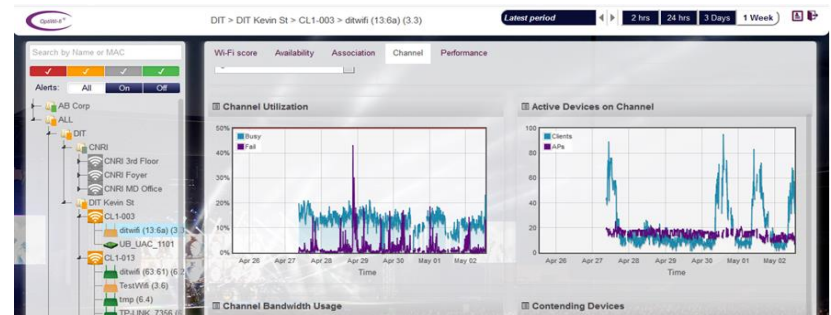 OptiWi-fi
DIT > DIT Kevin St > CL1-003 > ditwifi (13:6a) (3.3)
Latest period
2 hrs
24 hrs
3 Days
1 Week
Search by Name or MAC
Alerts: All On Off
AB Corp
ALL
DIT
CNRI
CNRI 3rd Floor
CNRI Foyer
CNRI MD Office
DIT Kevin St
CL1-003
ditwifi (13:6a) (3.3
UB_UAC_1101
CL1-013
ditwifi (63:61) (6.2
TestWifi (3.6)
tmp (6.4)
TP-LINK_7356 (6
Wi-Fi score Availability Association Channel Performance
Channel Utilization
50%
40%
30%
20%
10%
0%
Busy
Fail
Apr 26 Apr 27 Apr 28 Apr 29 Apr 30 May 01 May 02
Time
Active Devices on Channel
100
80
60
40
20
0
Clients
APs
Apr 26 Apr 27 Apr 28 Apr 29 Apr 30 May 01 May 02
Time
Channel Bandwidth Usage
Contending Devices